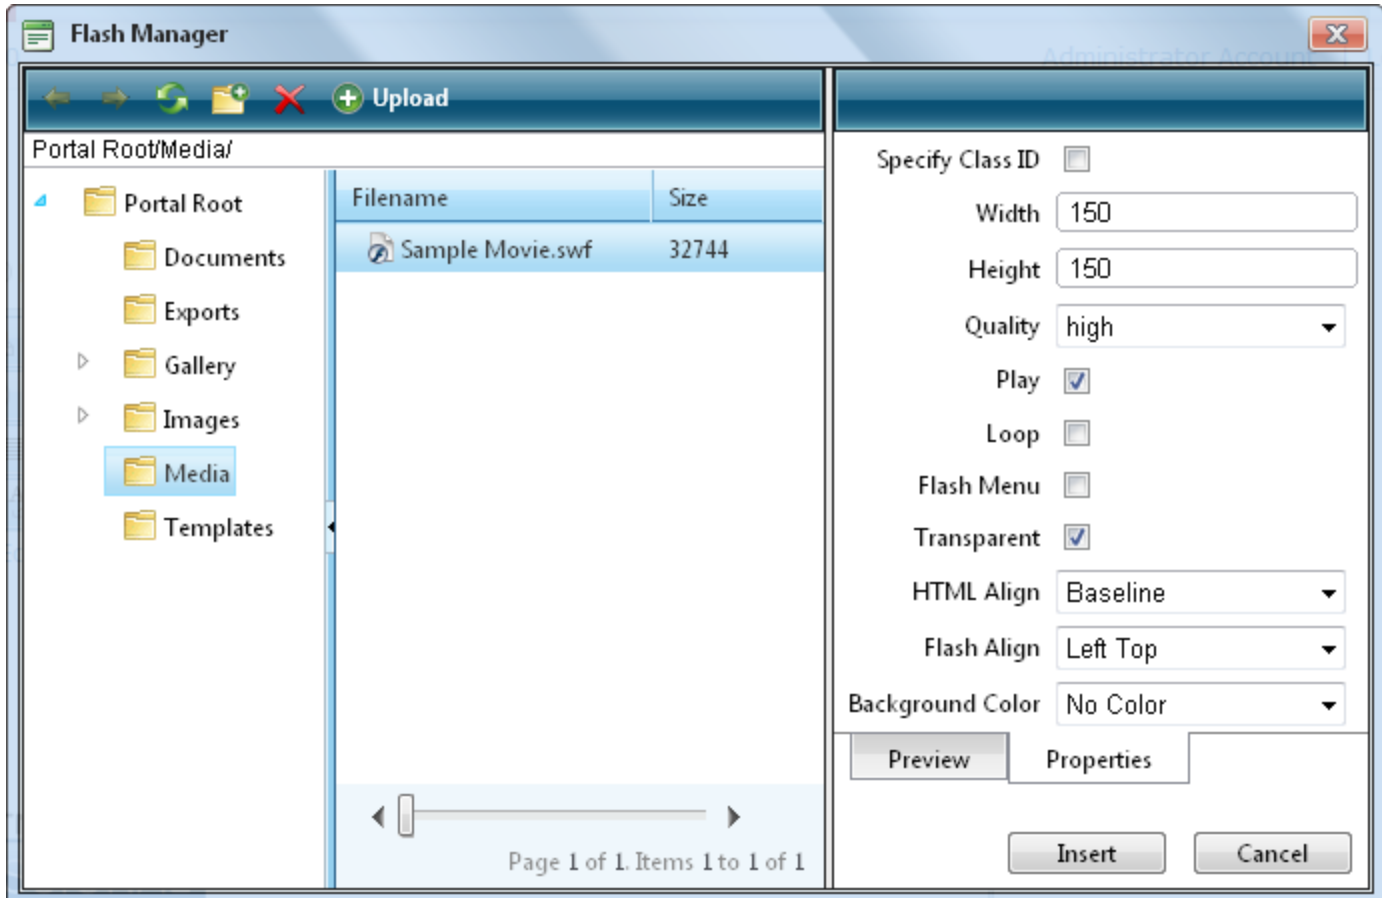 Flash Manager
Administrator Account
Upload
Portal Root/Media/
Portal Root
Documents
Exports
Gallery
Images
Media
Templates
Filename Size
Sample Movie.swf 32744
Page 1 of 1. Items 1 to 1 of 1
Specify Class ID
Width 150
Height 150
Quality high
Play
Loop
Flash Menu
Transparent
HTML Align Baseline
Flash Align Left Top
Background Color No Color
Preview Properties
Insert Cancel